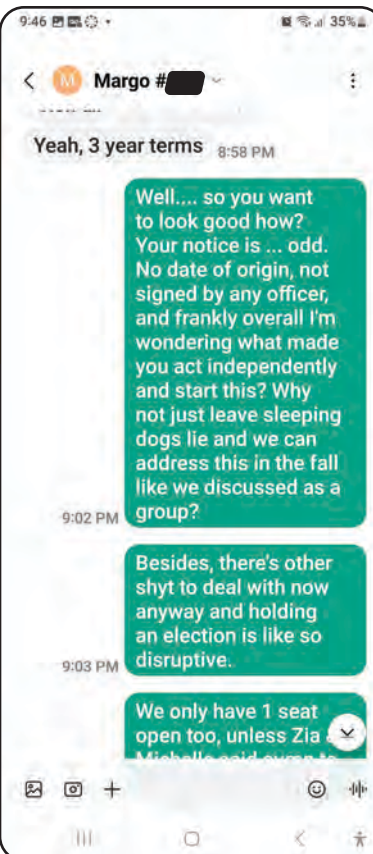 9:46 35%
M Margo #
Yeah, 3 year terms 8:58 PM
Well.... so you want
to look good how?
Your notice is ... odd.
No date of origin, not
signed by any officer,
and frankly overall I'm
wondering what made
you act independently
and start this? Why
not just leave sleeping
dogs lie and we can
address this in the fall
like we discussed as a
group?
9:02 PM
Besides, there's other
shyt to deal with now
anyway and holding
an election is like so
disruptive.
9:03 PM
We only have 1 seat
open too, unless Zia
Michelle said